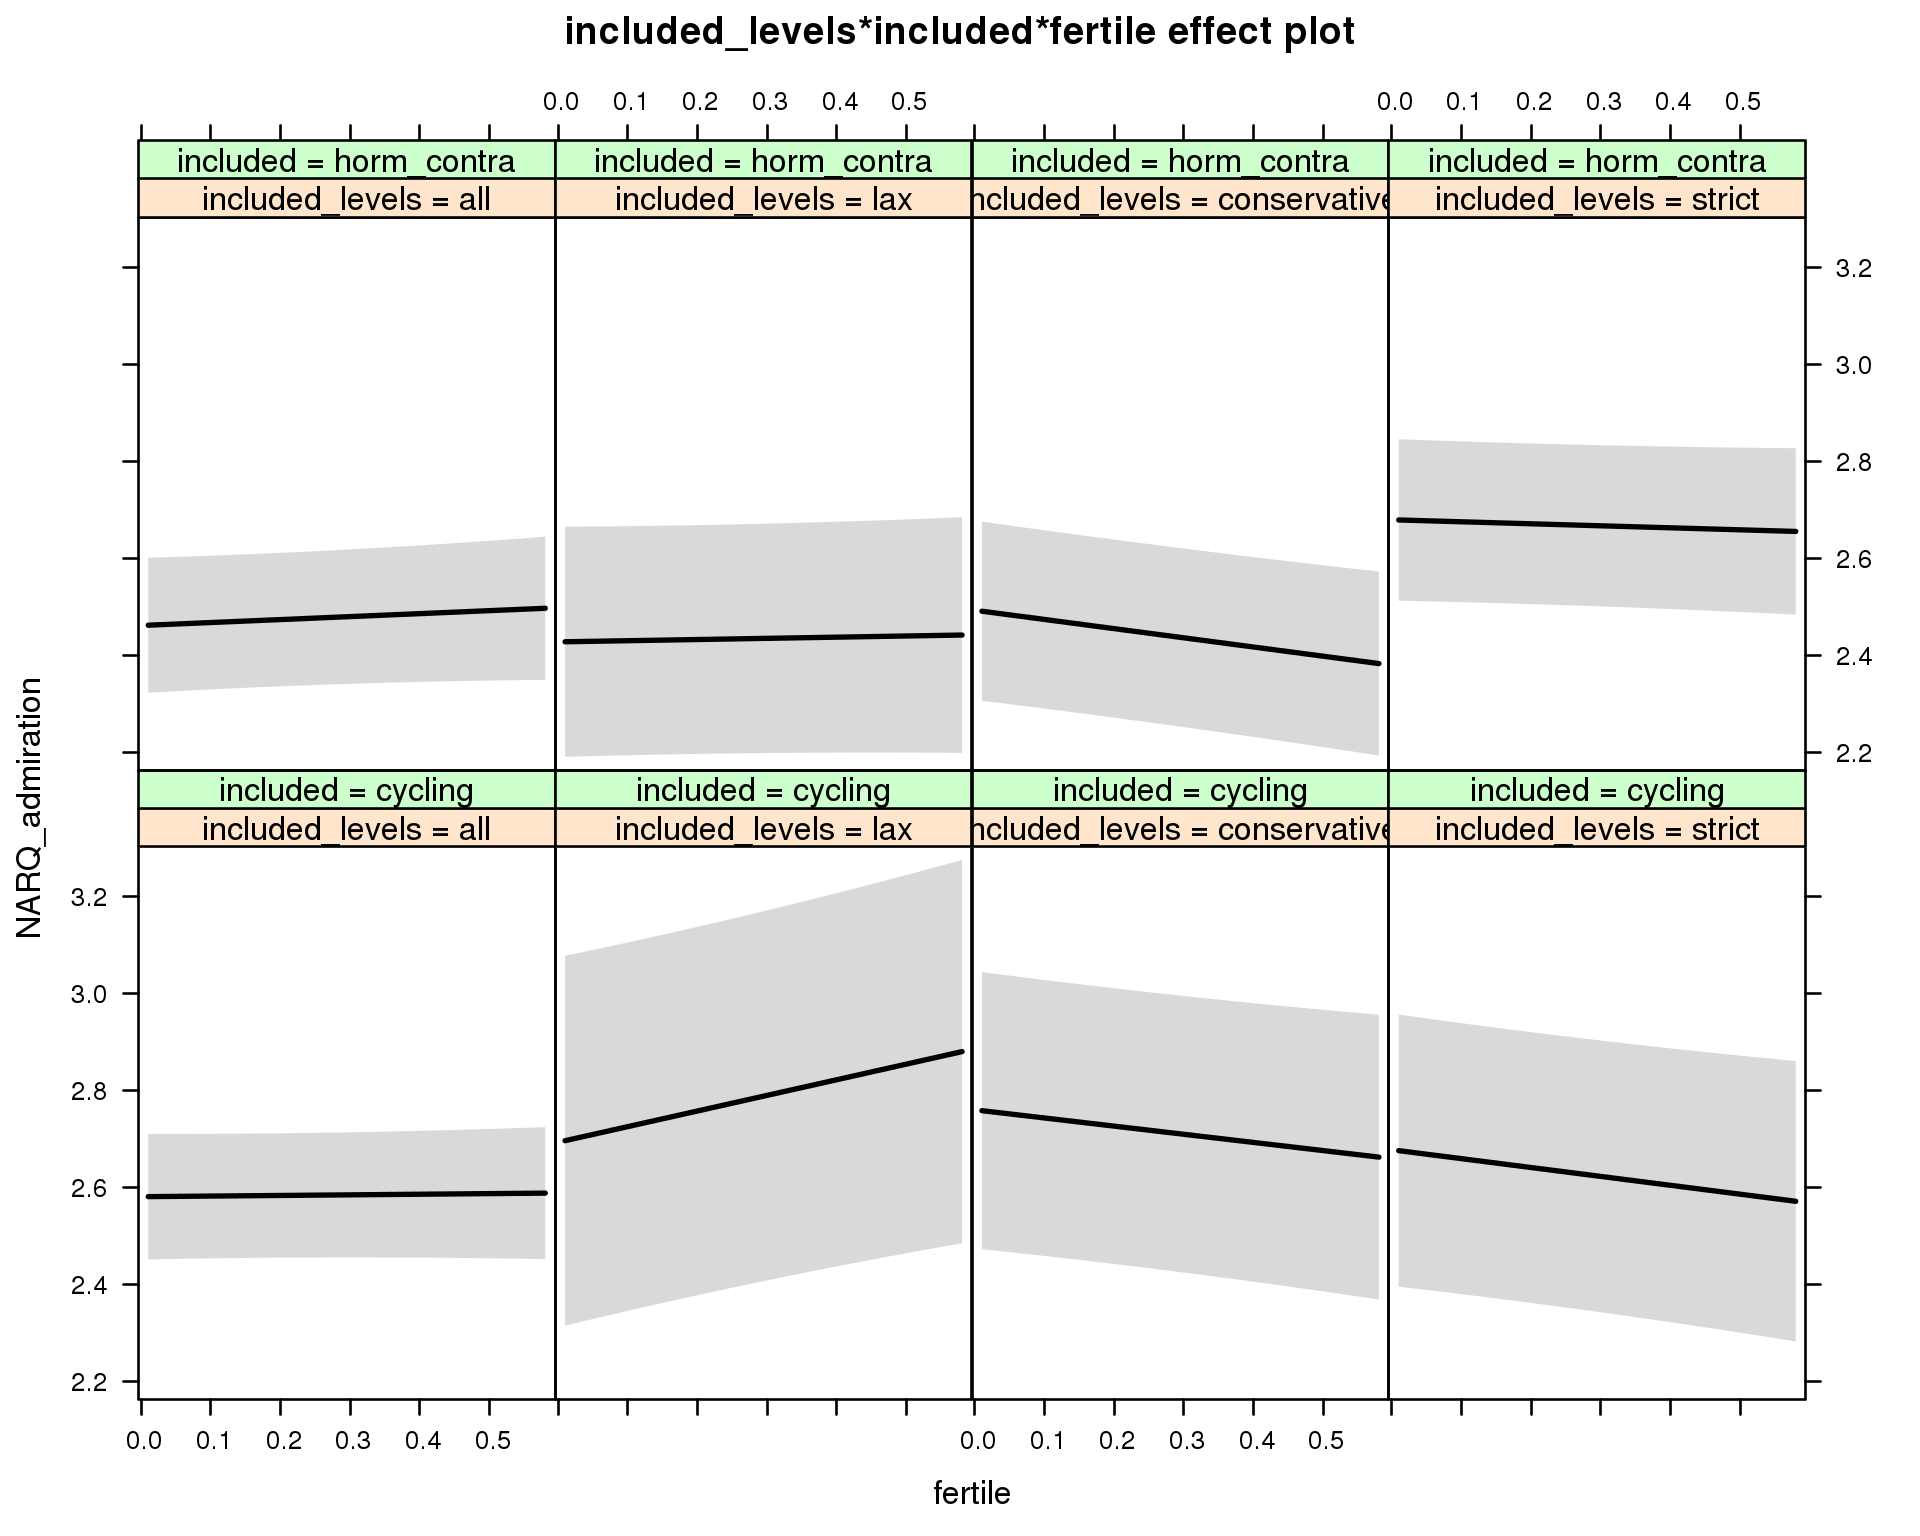 included_levels*included*fertile effect plot
0.0 0.1 0.2 0.3 0.4 0.5 0.0 0.1 0.2 0.3 0.4 0.5
included = horm_contra included = horm_contra included = horm_contra included = horm_contra
included_levels = all included_levels = lax ncluded_levels = conservative included_levels = strict
3.2
3.0
2.8
2.6
2.4
2.2
included = cycling included = cycling included = cycling included = cycling
included_levels = all included_levels = lax ncluded_levels = conservative included_levels = strict
NARQ_admiration
3.2
3.0
2.8
2.6
2.4
2.2
0.0 0.1 0.2 0.3 0.4 0.5 0.0 0.1 0.2 0.3 0.4 0.5
fertile